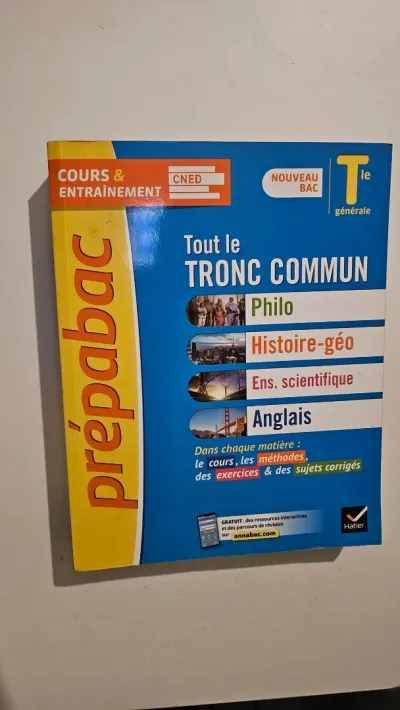 COURS &
ENTRAÎNEMENT
CNED
NOUVEAU
BAC
Tle
générale
prépabac
Tout le
TRONC COMMUN
Philo
Histoire-géo
Ens. scientifique
Anglais
Dans chaque matière :
le cours, les méthodes,
des exercices & des sujets corrigés
GRATUIT : des ressources interactives
et des parcours de révision
sur annabac.com
Hatier